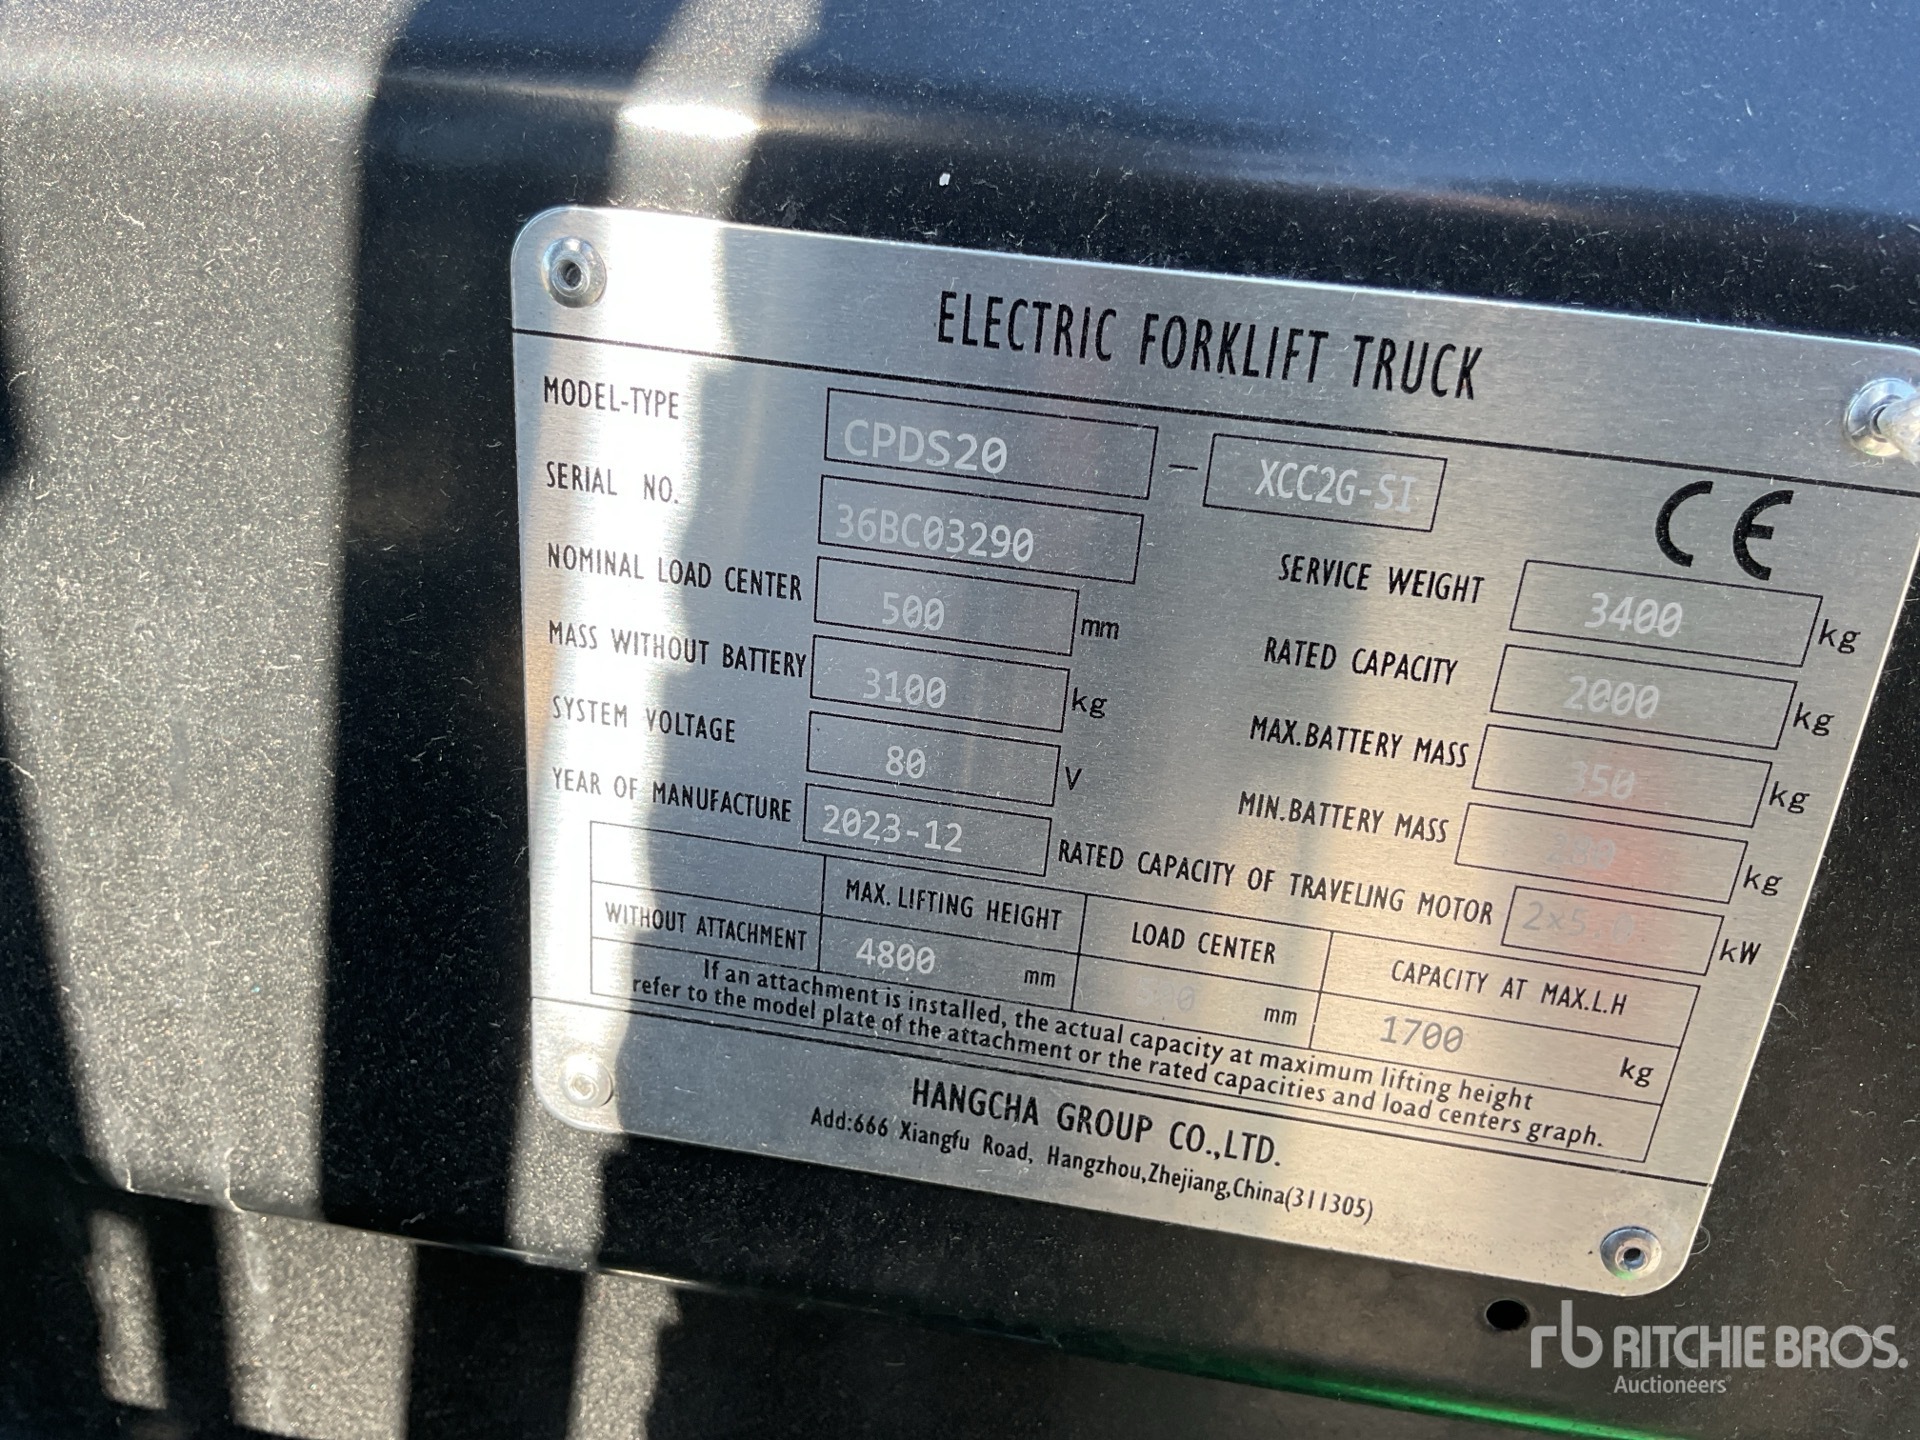 ELECTRIC FORKLIFT TRUCK
MODEL-TYPE CPDS20 — XCC2G-SI
SERIAL NO. 36BC03290
CE
NOMINAL LOAD CENTER 500 mm
SERVICE WEIGHT 3400 kg
MASS WITHOUT BATTERY 3100 kg
RATED CAPACITY 2000 kg
SYSTEM VOLTAGE 80 V
MAX.BATTERY MASS 350 kg
YEAR OF MANUFACTURE 2023-12
MIN.BATTERY MASS kg
RATED CAPACITY OF TRAVELING MOTOR 2×5.0 kW
MAX. LIFTING HEIGHT LOAD CENTER CAPACITY AT MAX.L.H
WITHOUT ATTACHMENT 4800 mm mm 1700 kg
If an attachment is installed, the actual capacity at maximum lifting height
refer to the model plate of the attachment or the rated capacities and load centers graph.
HANGCHA GROUP CO.,LTD.
Add:666 Xiangfu Road, Hangzhou,Zhejiang,China(311305)
rb RITCHIE BROS.
Auctioneers